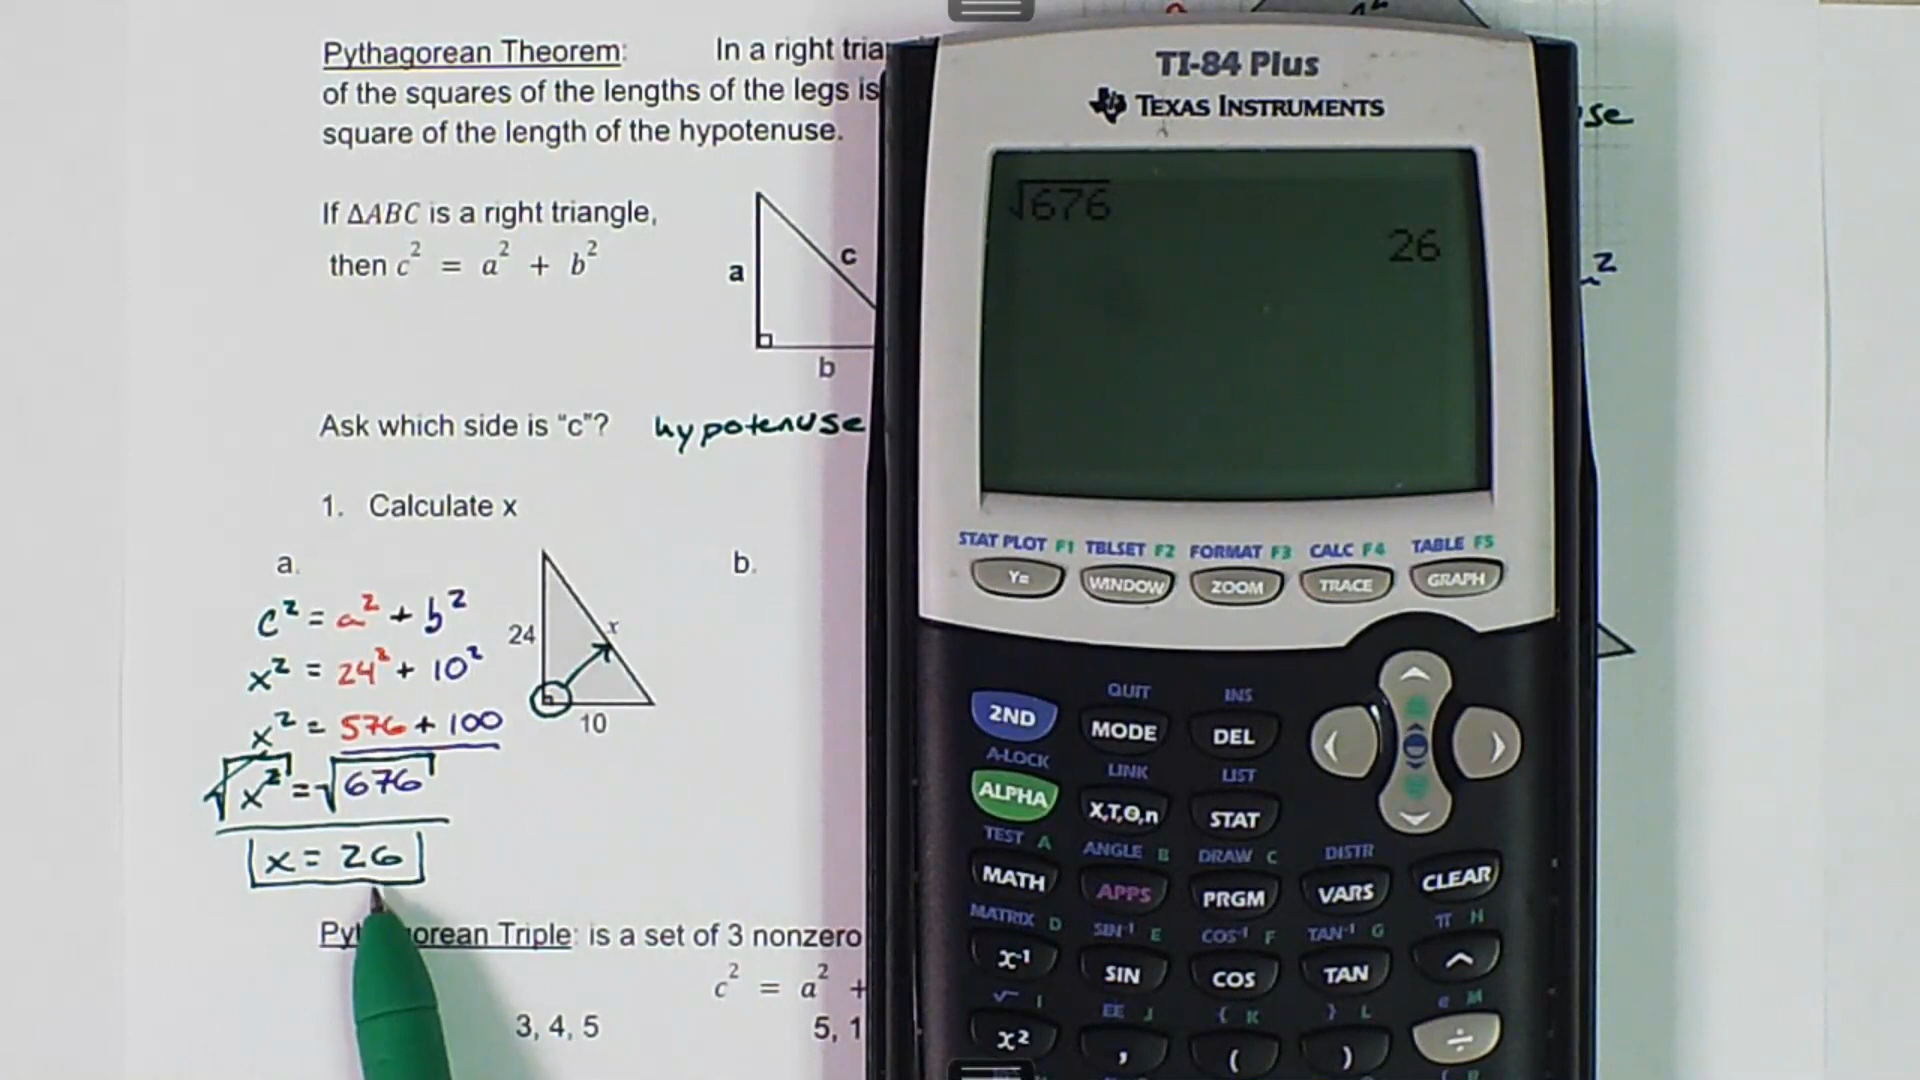 Pythagorean Theorem: In a right tria
of the squares of the lengths of the legs is
square of the length of the hypotenuse.
If ΔABC is a right triangle,
then c² = a² + b²
a
c
b
Ask which side is "c"? hypotenuse
1. Calculate x
a.
b.
c² = a² + b²
x² = 24² + 10²
x² = 576 + 100
√x² = √676
x = 26
24
x
10
Pyt orean Triple: is a set of 3 nonzero
c² = a² +
3, 4, 5
5, 1
TI-84 Plus
TEXAS INSTRUMENTS
√676
26
STAT PLOT F1 TBLSET F2 FORMAT F3 CALC F4 TABLE F5
Y= WINDOW ZOOM TRACE GRAPH
QUIT INS
2ND MODE DEL
A-LOCK LINK LIST
ALPHA X,T,Θ,n STAT
TEST A ANGLE B DRAW C DISTR
MATH APPS PRGM VARS CLEAR
MATRIX D SIN⁻¹ E COS⁻¹ F TAN⁻¹ G π H
x⁻¹ SIN COS TAN ^
√ I EE J { K } L e M
x² , ( ) ÷
se
2